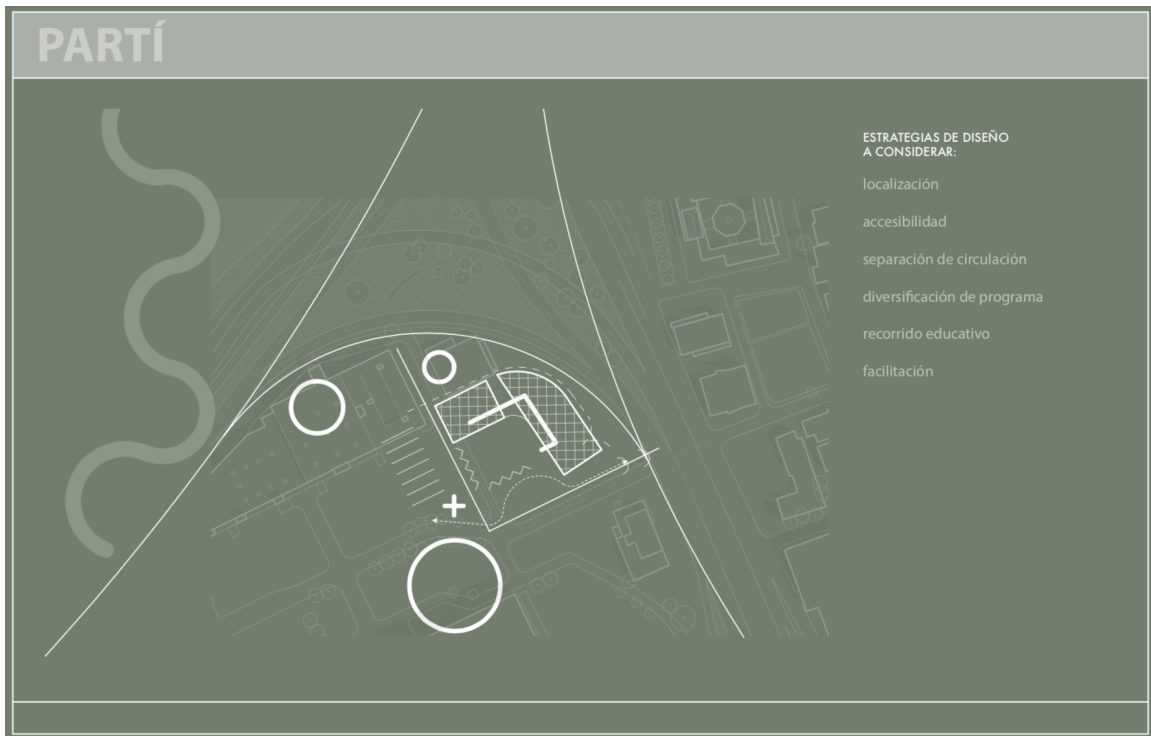 PARTÍ
ESTRATEGIAS DE DISEÑO
A CONSIDERAR:
localización
accesibilidad
separación de circulación
diversificación de programa
recorrido educativo
facilitación